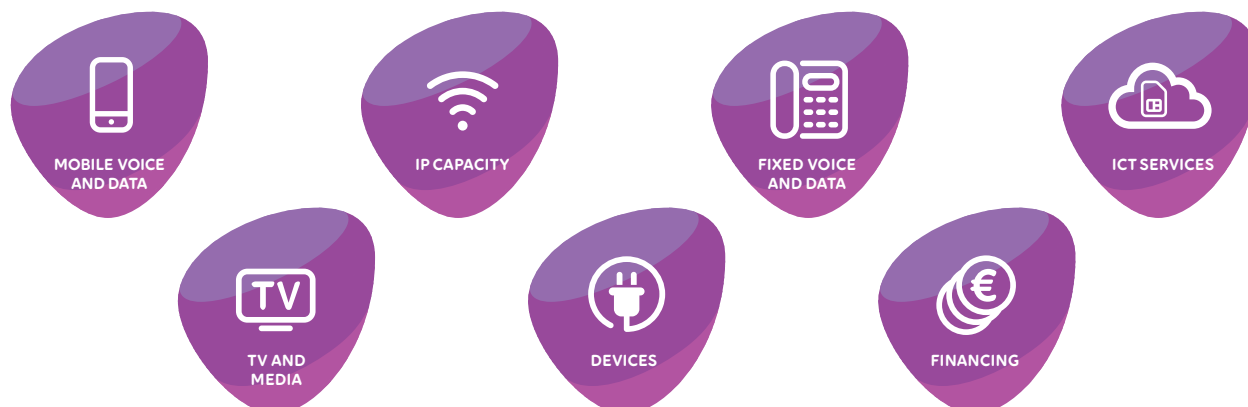 MOBILE VOICE
AND DATA
IP CAPACITY
FIXED VOICE
AND DATA
ICT SERVICES
TV
TV AND
MEDIA
DEVICES
€
FINANCING